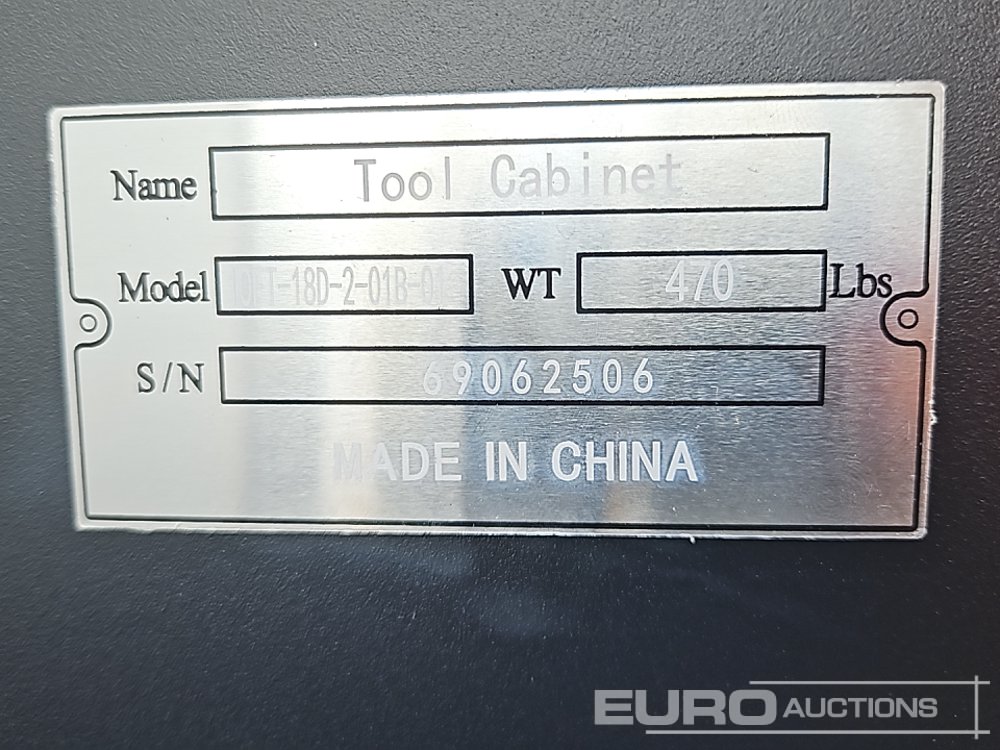 Name Tool Cabinet
Model WT 470 Lbs
S/N 69062506
MADE IN CHINA
EURO AUCTIONS